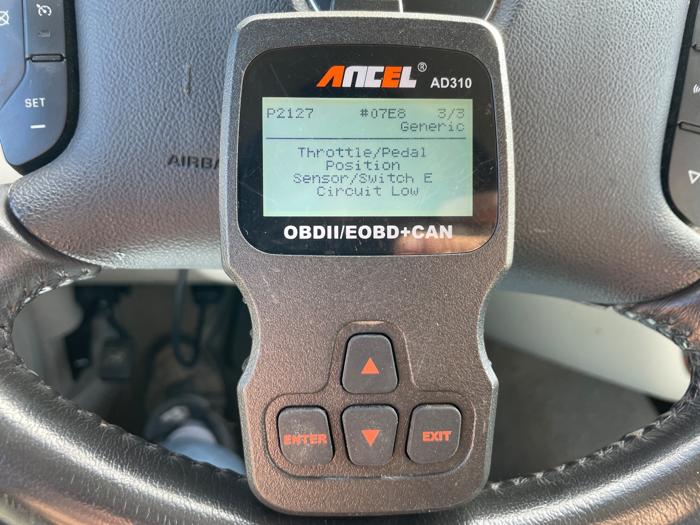 SET
AIRBA
ANCEL® AD310
P2127 #07E8 3/3
Generic
Throttle/Pedal
Position
Sensor/Switch E
Circuit Low
OBDII/EOBD+CAN
ENTER
EXIT